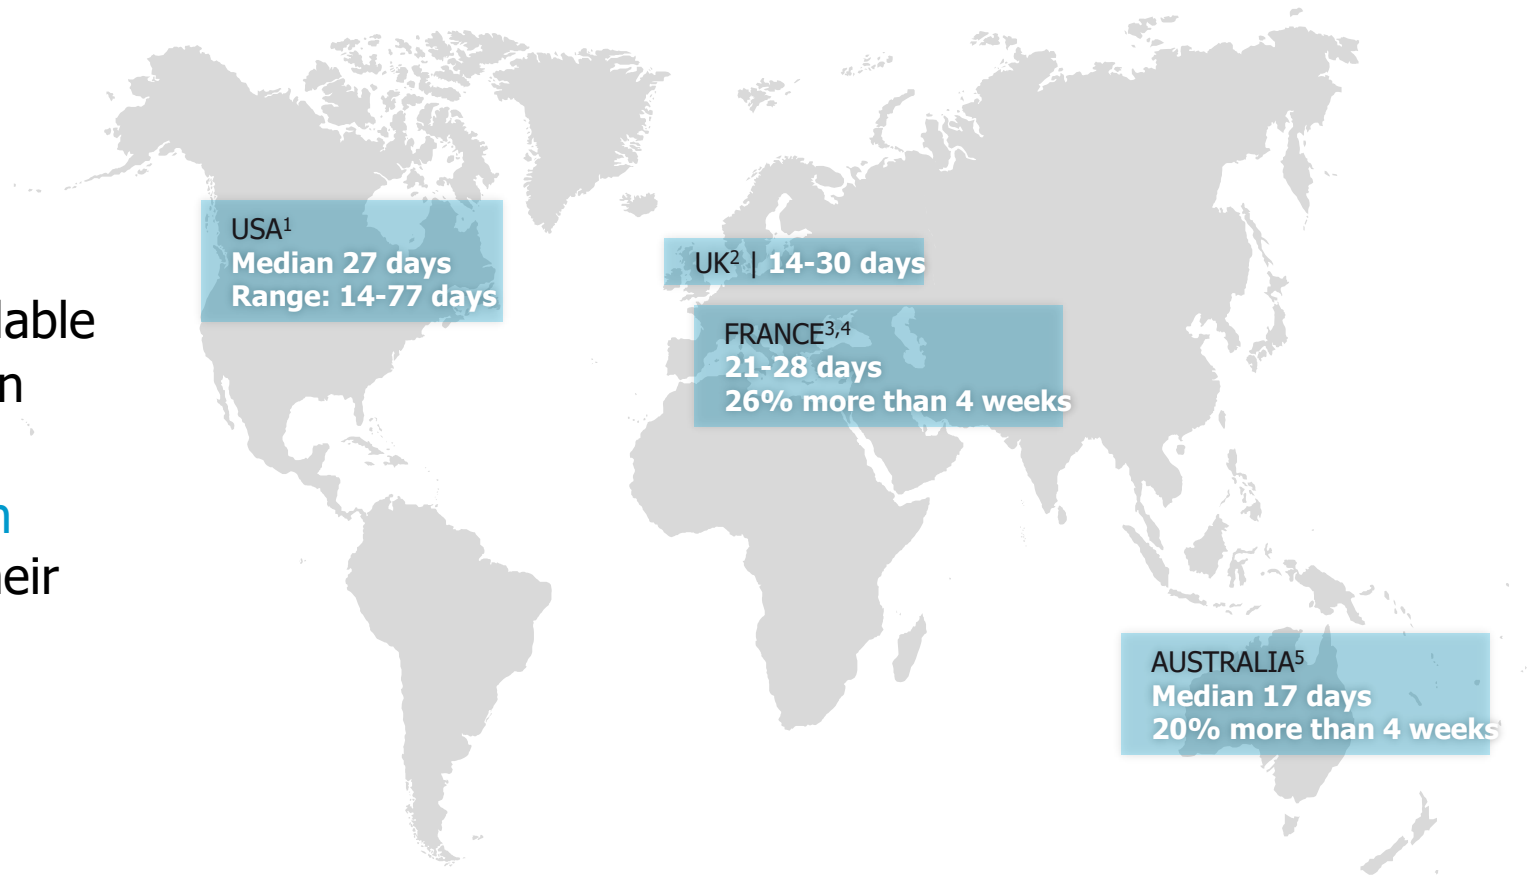 USA¹
Median 27 days
Range: 14-77 days
UK² | 14-30 days
FRANCE³,⁴
21-28 days
26% more than 4 weeks
AUSTRALIA⁵
Median 17 days
20% more than 4 weeks